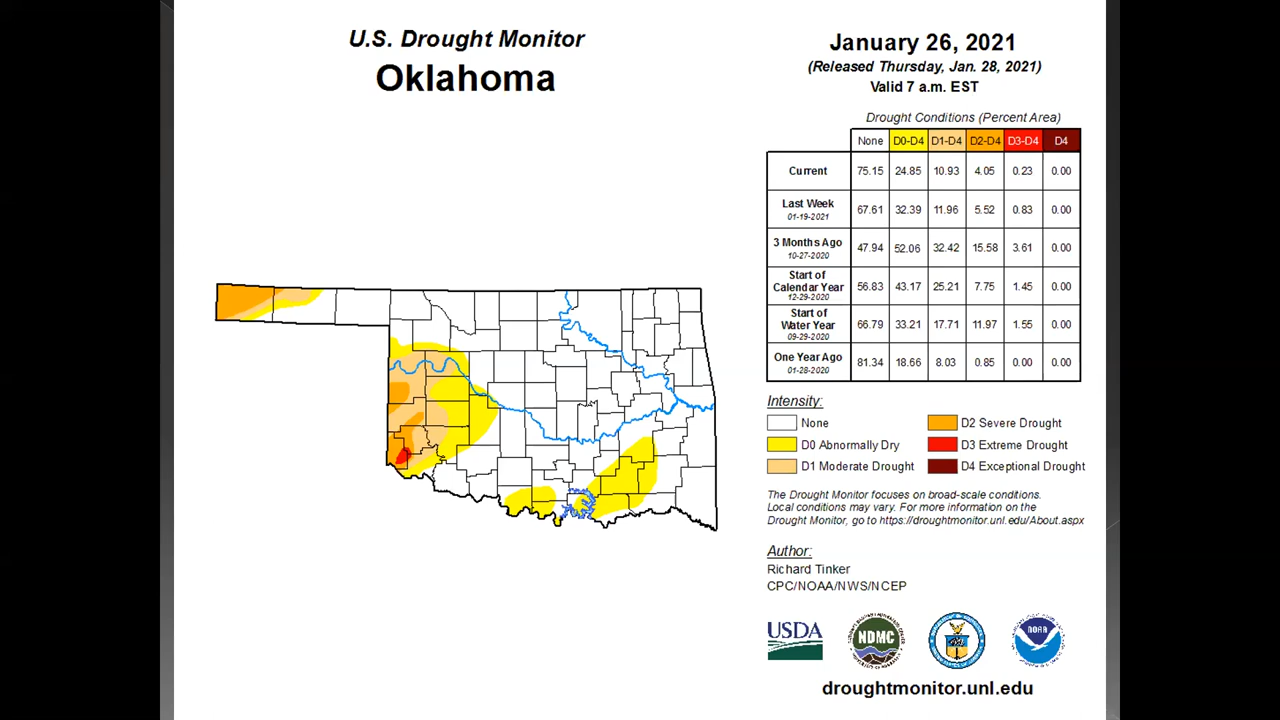 U.S. Drought Monitor
Oklahoma
January 26, 2021
(Released Thursday, Jan. 28, 2021)
Valid 7 a.m. EST
Drought Conditions (Percent Area)
None D0-D4 D1-D4 D2-D4 D3-D4 D4
Current 75.15 24.85 10.93 4.05 0.23 0.00
Last Week 01-19-2021 67.61 32.39 11.96 5.52 0.83 0.00
3 Months Ago 10-27-2020 47.94 52.06 32.42 15.58 3.61 0.00
Start of Calendar Year 12-29-2020 56.83 43.17 25.21 7.75 1.45 0.00
Start of Water Year 09-29-2020 66.79 33.21 17.71 11.97 1.55 0.00
One Year Ago 01-28-2020 81.34 18.66 8.03 0.85 0.00 0.00
Intensity:
None D2 Severe Drought
D0 Abnormally Dry D3 Extreme Drought
D1 Moderate Drought D4 Exceptional Drought
The Drought Monitor focuses on broad-scale conditions.
Local conditions may vary. For more information on the
Drought Monitor, go to https://droughtmonitor.unl.edu/About.aspx
Author:
Richard Tinker
CPC/NOAA/NWS/NCEP
USDA NDMC NOAA
droughtmonitor.unl.edu